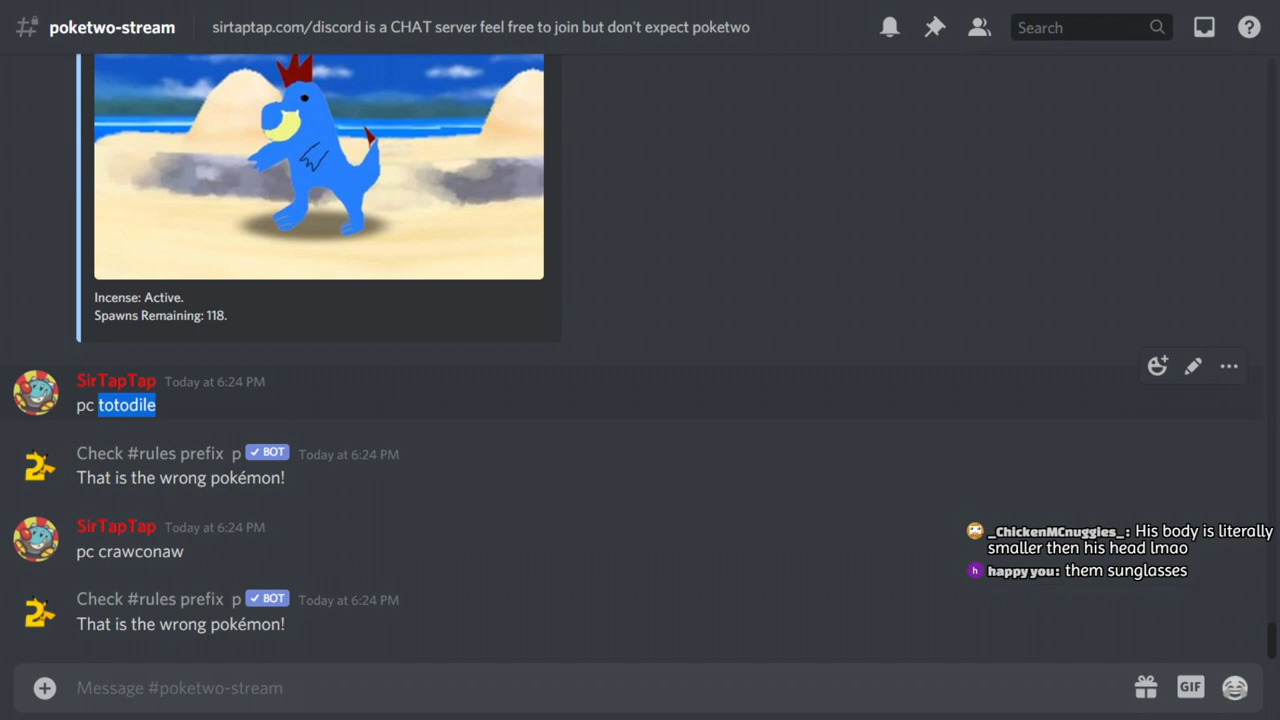 poketwo-stream
sirtaptap.com/discord is a CHAT server feel free to join but don't expect poketwo
Search
Incense: Active.
Spawns Remaining: 118.
SirTapTap Today at 6:24 PM
pc totodile
Check #rules prefix p BOT Today at 6:24 PM
That is the wrong pokémon!
SirTapTap Today at 6:24 PM
pc crawconaw
Check #rules prefix p BOT Today at 6:24 PM
That is the wrong pokémon!
_ChickenMCnuggies_: His body is literally
smaller then his head lmao
h happy you: them sunglasses
Message #poketwo-stream
GIF